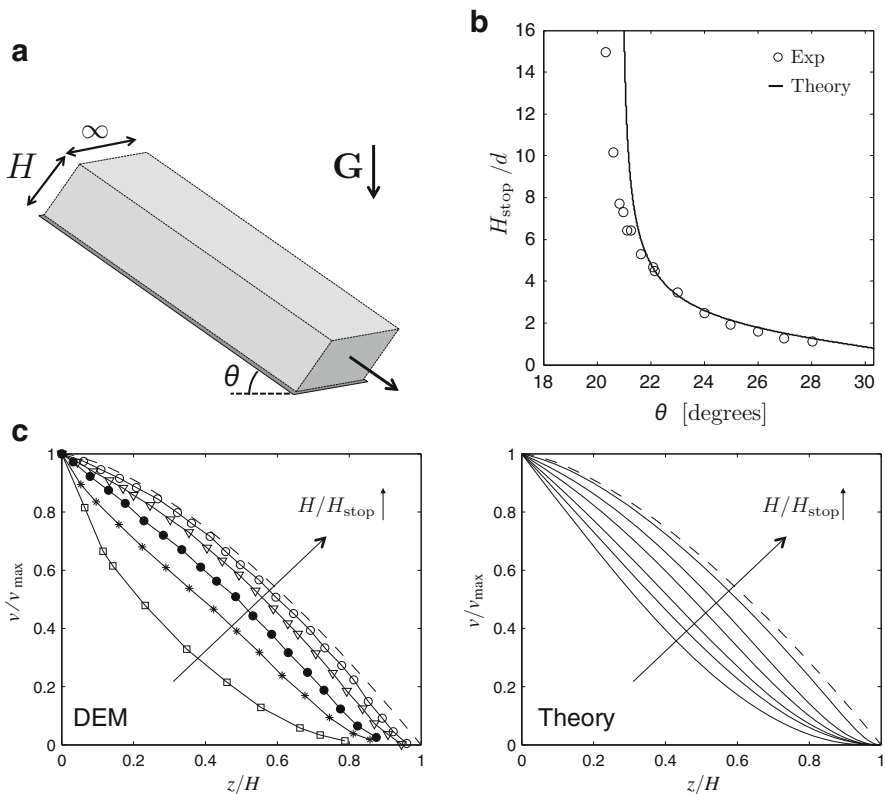 a
∞
H
G
θ
b
16
14
12
10
8
6
4
2
0
H_stop/d
Exp
Theory
18 20 22 24 26 28 30
θ [degrees]
c
1
0.8
0.6
0.4
0.2
0
v/v_max
H/H_stop
DEM
0 0.2 0.4 0.6 0.8 1
z/H
1
0.8
0.6
0.4
0.2
0
v/v_max
H/H_stop
Theory
0 0.2 0.4 0.6 0.8 1
z/H